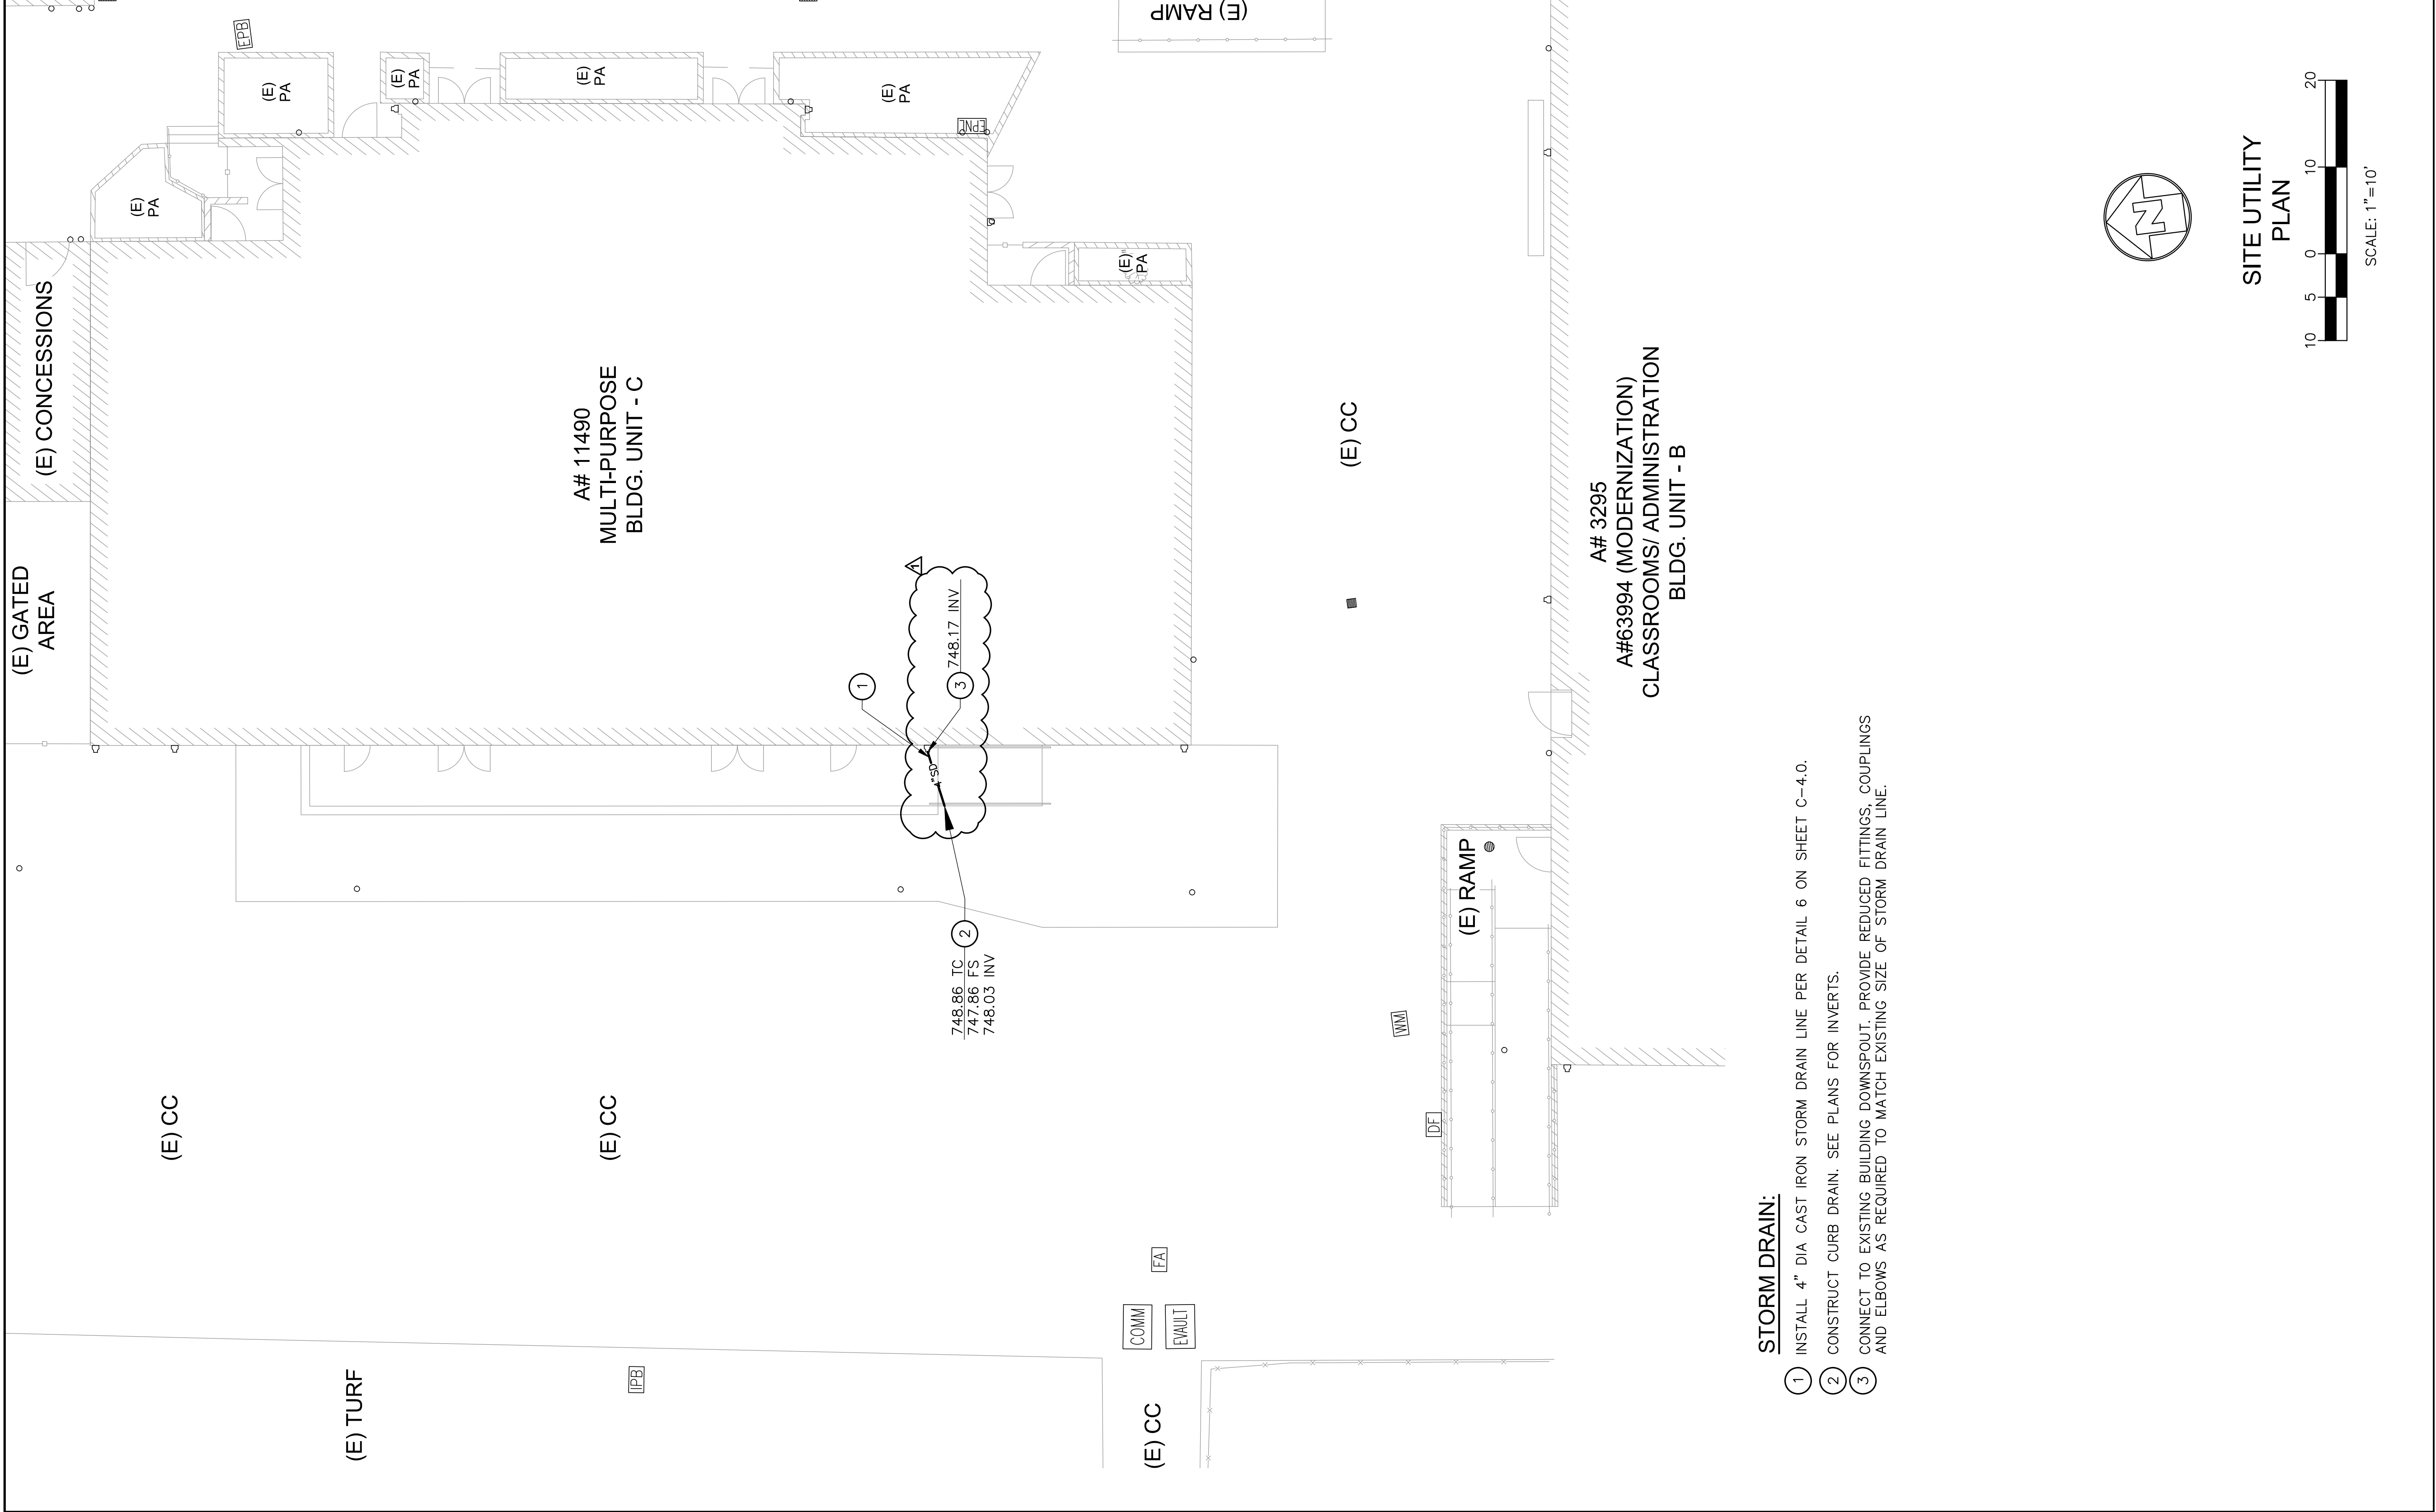 (E) GATED
AREA
(E) CONCESSIONS
(E)
PA
(E)
PA
EPB
(E)
PA
(E)
PA
(E)
PA
EPNL
(E)
PA
(E) RAMP
A# 11490
MULTI-PURPOSE
BLDG. UNIT - C
1
1
748.17 INV
3
4"SD
2
748.86 TC
747.86 FS
748.03 INV
(E) CC
(E) CC
(E) CC
(E) CC
(E) TURF
IPB
COMM
EVAULT
FA
DF
WM
(E) RAMP
A# 3295
A#63994 (MODERNIZATION)
CLASSROOMS/ ADMINISTRATION
BLDG. UNIT - B
STORM DRAIN:
1 INSTALL 4" DIA CAST IRON STORM DRAIN LINE PER DETAIL 6 ON SHEET C-4.0.
2 CONSTRUCT CURB DRAIN. SEE PLANS FOR INVERTS.
3 CONNECT TO EXISTING BUILDING DOWNSPOUT. PROVIDE REDUCED FITTINGS, COUPLINGS
AND ELBOWS AS REQUIRED TO MATCH EXISTING SIZE OF STORM DRAIN LINE.
N
SITE UTILITY
PLAN
10 5 0 10 20
SCALE: 1"=10'